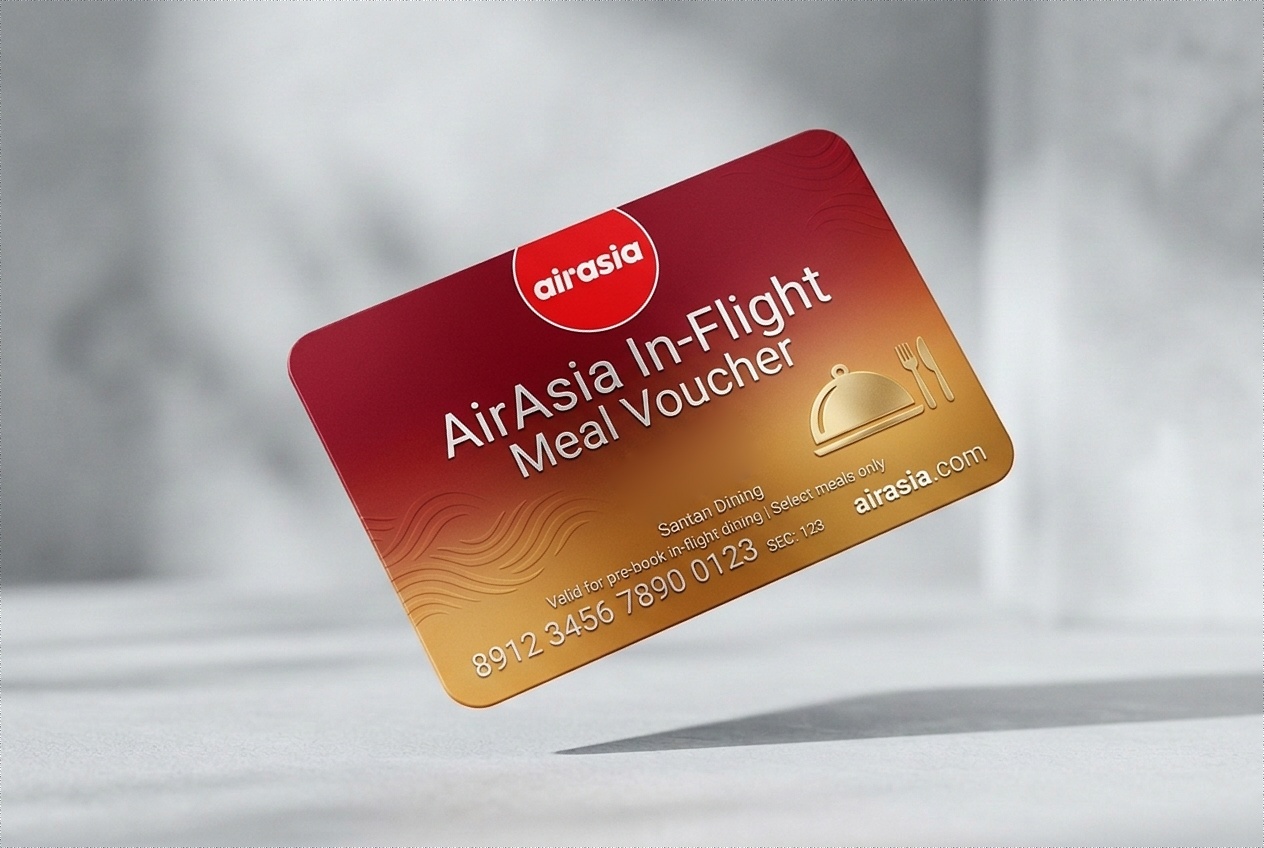 airasia
AirAsia In-Flight
Meal Voucher
Santan Dining
Valid for pre-book in-flight dining | Select meals only
8912 3456 7890 0123 SEC: 123
airasia.com